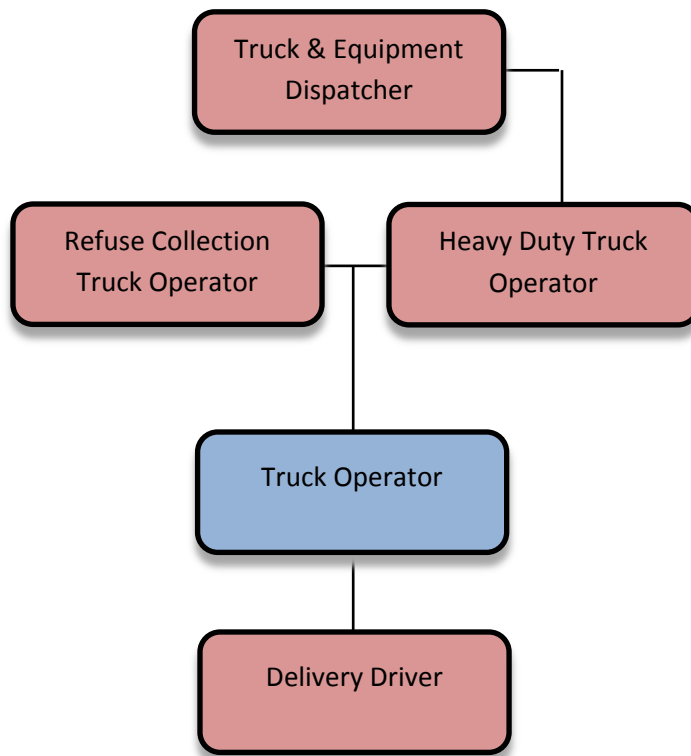 Truck & Equipment
Dispatcher
Refuse Collection
Truck Operator
Heavy Duty Truck
Operator
Truck Operator
Delivery Driver